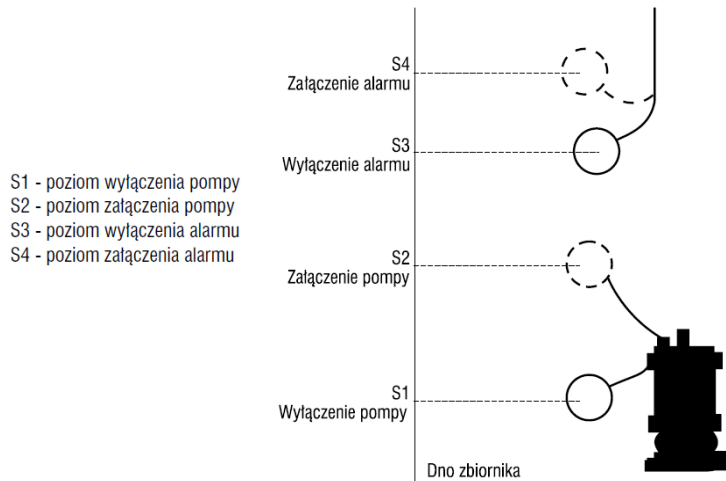 S1 - poziom wyłączenia pompy
S2 - poziom załączenia pompy
S3 - poziom wyłączenia alarmu
S4 - poziom załączenia alarmu
S4
Załączenie alarmu
S3
Wyłączenie alarmu
S2
Załączenie pompy
S1
Wyłączenie pompy
Dno zbiornika